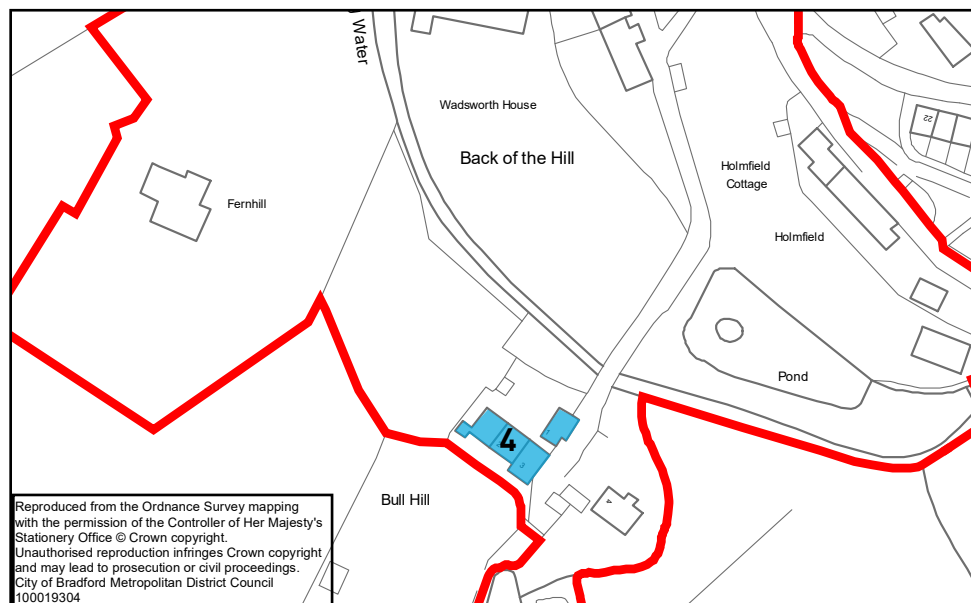 Water
Wadsworth House
Back of the Hill
Fernhill
Holmfield
Cottage
Holmfield
22
Pond
4
3
4
Bull Hill
Reproduced from the Ordnance Survey mapping
with the permission of the Controller of Her Majesty's
Stationery Office © Crown copyright.
Unauthorised reproduction infringes Crown copyright
and may lead to prosecution or civil proceedings.
City of Bradford Metropolitan District Council
100019304